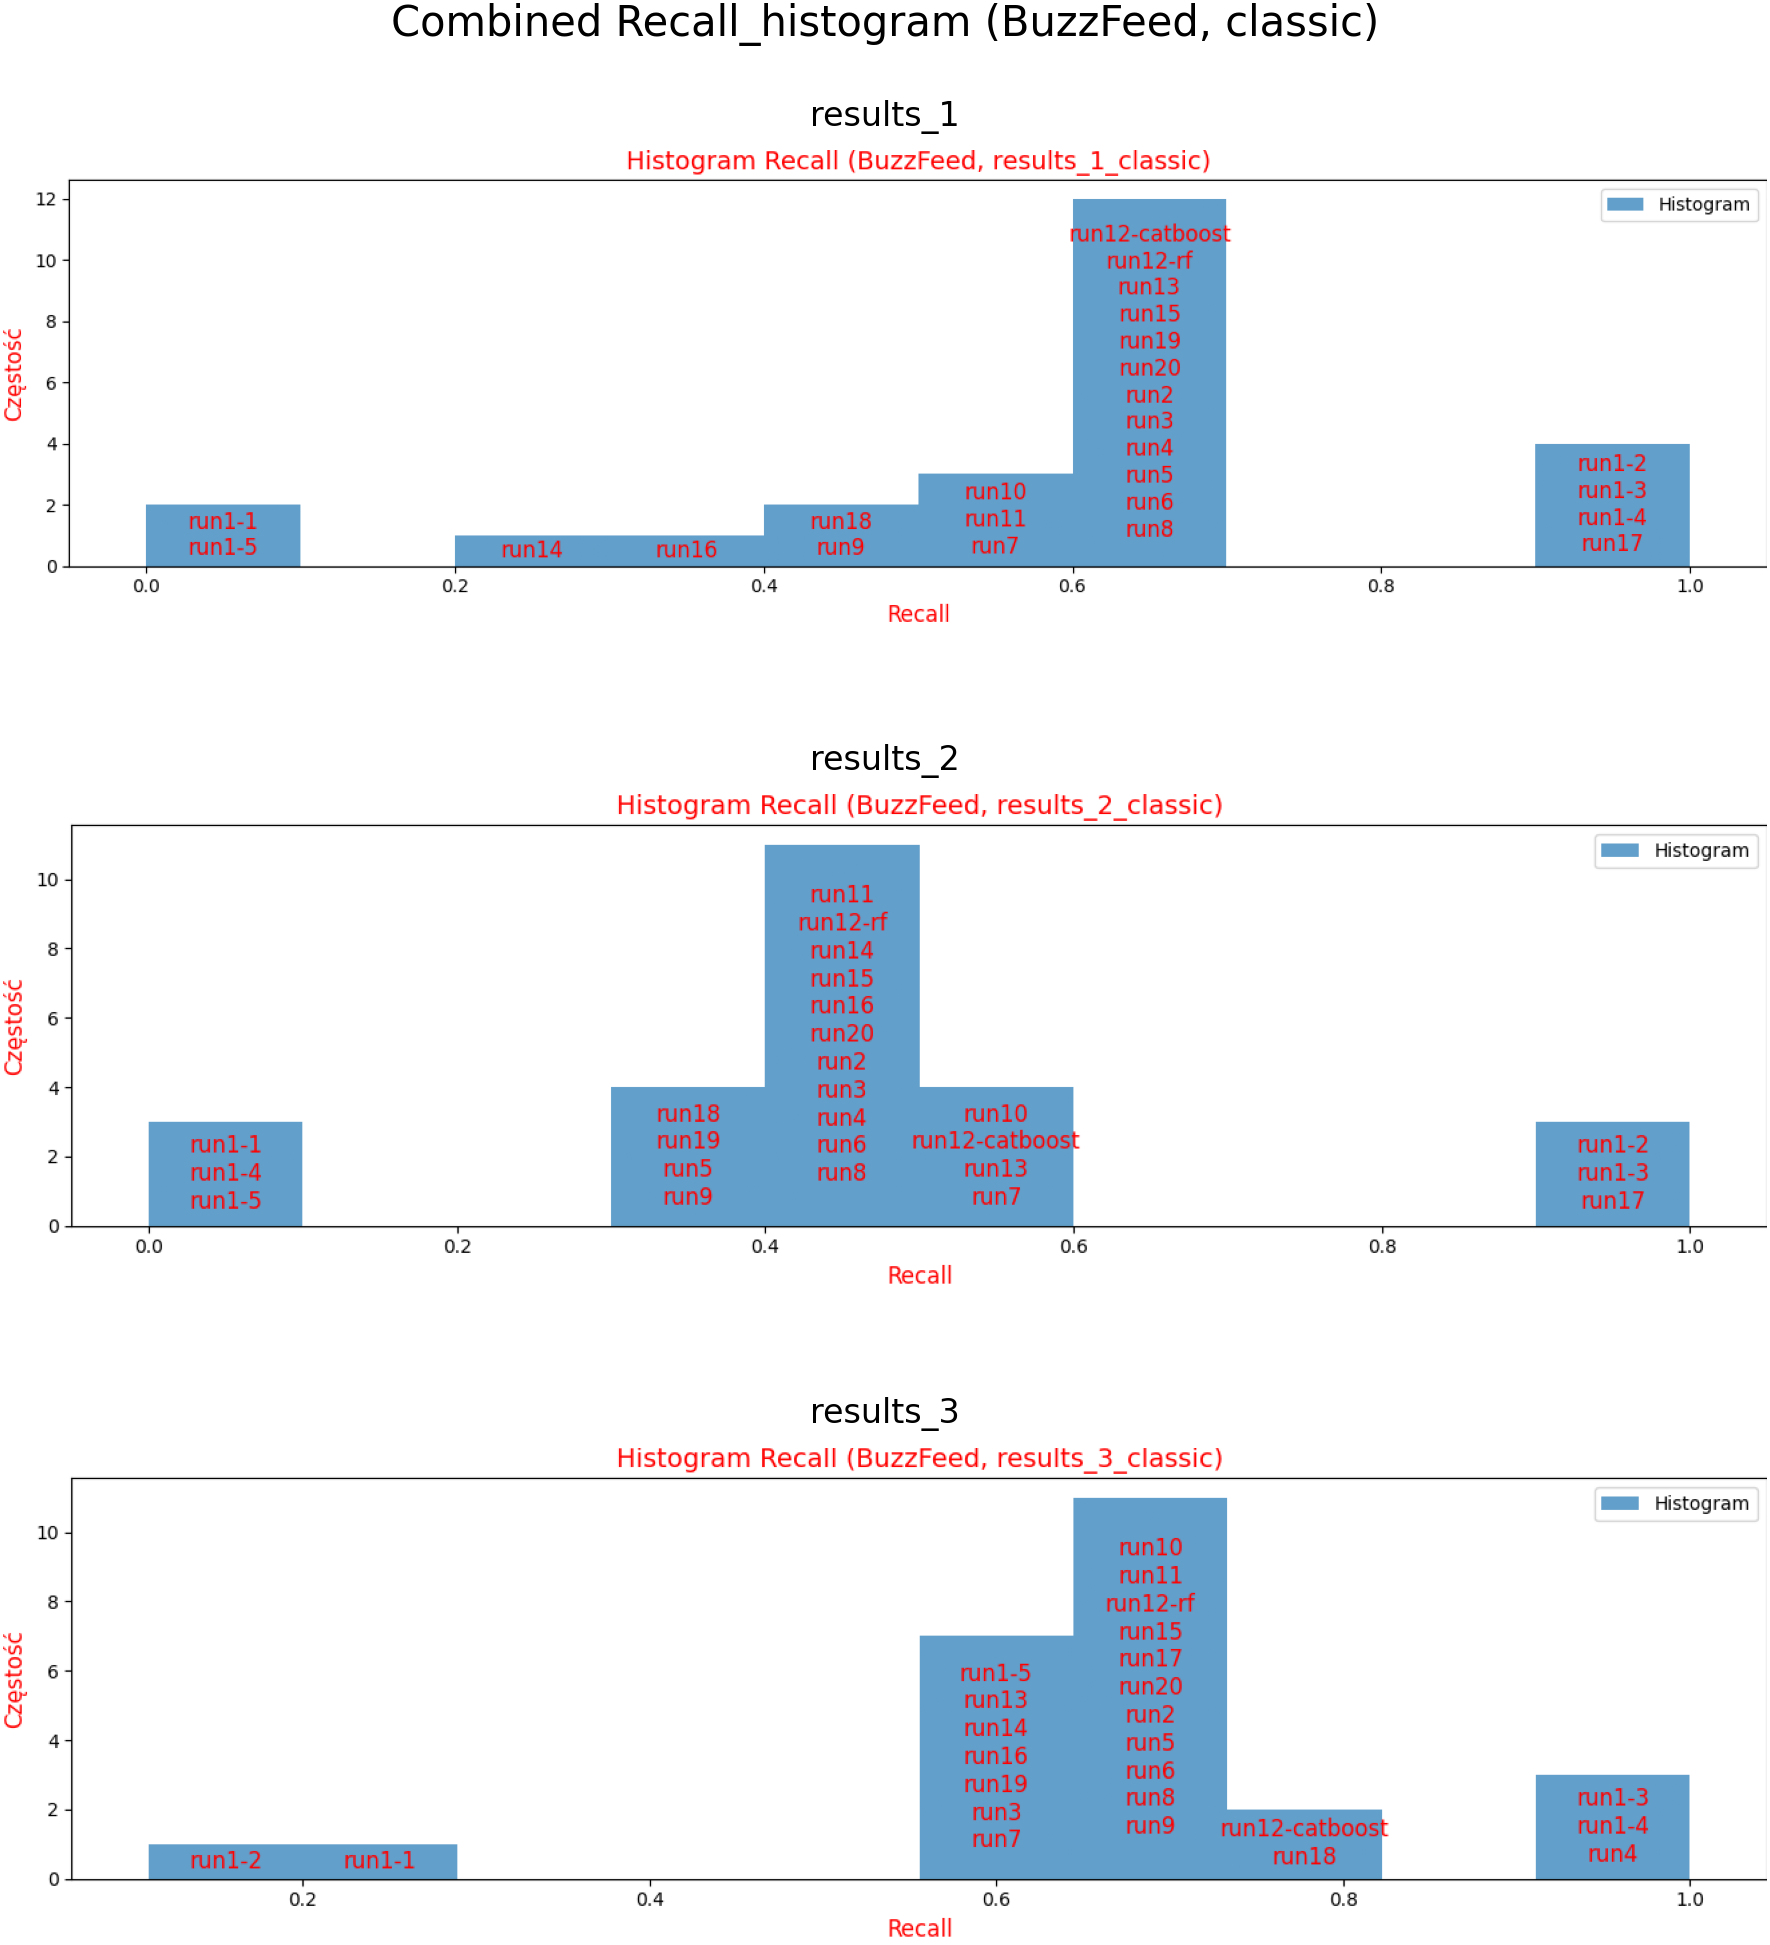 Combined Recall_histogram (BuzzFeed, classic)
results_1
Histogram Recall (BuzzFeed, results_1_classic)
Histogram
Częstość
12
10
8
6
4
2
0
run1-1
run1-5
run14
run16
run18
run9
run10
run11
run7
run12-catboost
run12-rf
run13
run15
run19
run20
run2
run3
run4
run5
run6
run8
run1-2
run1-3
run1-4
run17
0.0 0.2 0.4 0.6 0.8 1.0
Recall
results_2
Histogram Recall (BuzzFeed, results_2_classic)
Histogram
Częstość
10
8
6
4
2
0
run1-1
run1-4
run1-5
run18
run19
run5
run9
run11
run12-rf
run14
run15
run16
run20
run2
run3
run4
run6
run8
run10
run12-catboost
run13
run7
run1-2
run1-3
run17
0.0 0.2 0.4 0.6 0.8 1.0
Recall
results_3
Histogram Recall (BuzzFeed, results_3_classic)
Histogram
Częstość
10
8
6
4
2
0
run1-2
run1-1
run1-5
run13
run14
run16
run19
run3
run7
run10
run11
run12-rf
run15
run17
run20
run2
run5
run6
run8
run9
run12-catboost
run18
run1-3
run1-4
run4
0.2 0.4 0.6 0.8 1.0
Recall